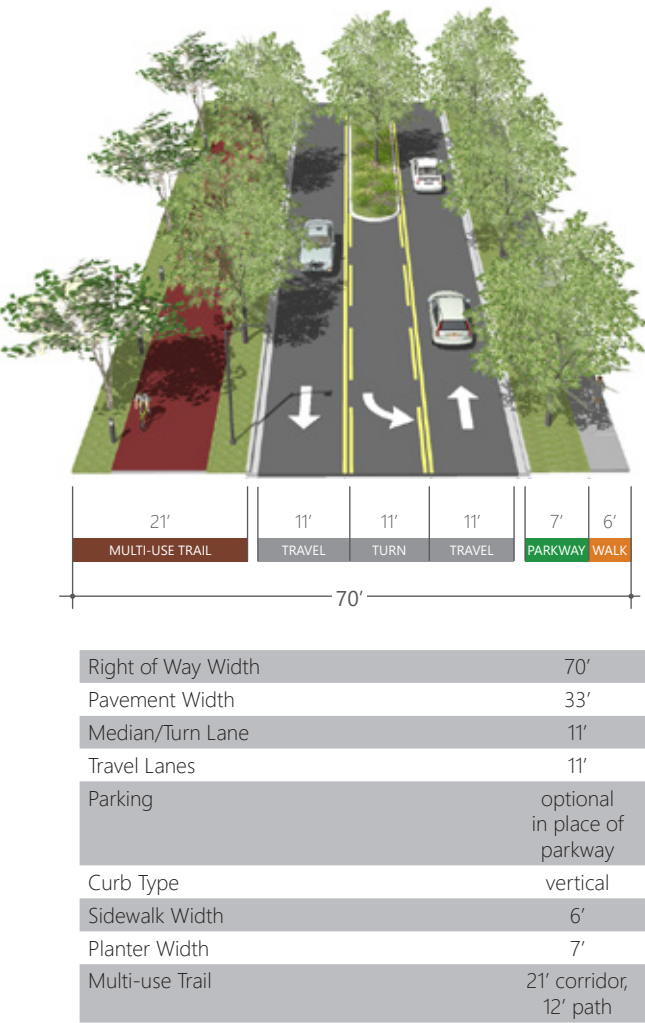 21′ 11′ 11′ 11′ 7′ 6′
MULTI-USE TRAIL TRAVEL TURN TRAVEL PARKWAY WALK
70′
Right of Way Width 70′
Pavement Width 33′
Median/Turn Lane 11′
Travel Lanes 11′
Parking optional
in place of
parkway
Curb Type vertical
Sidewalk Width 6′
Planter Width 7′
Multi-use Trail 21′ corridor,
12′ path